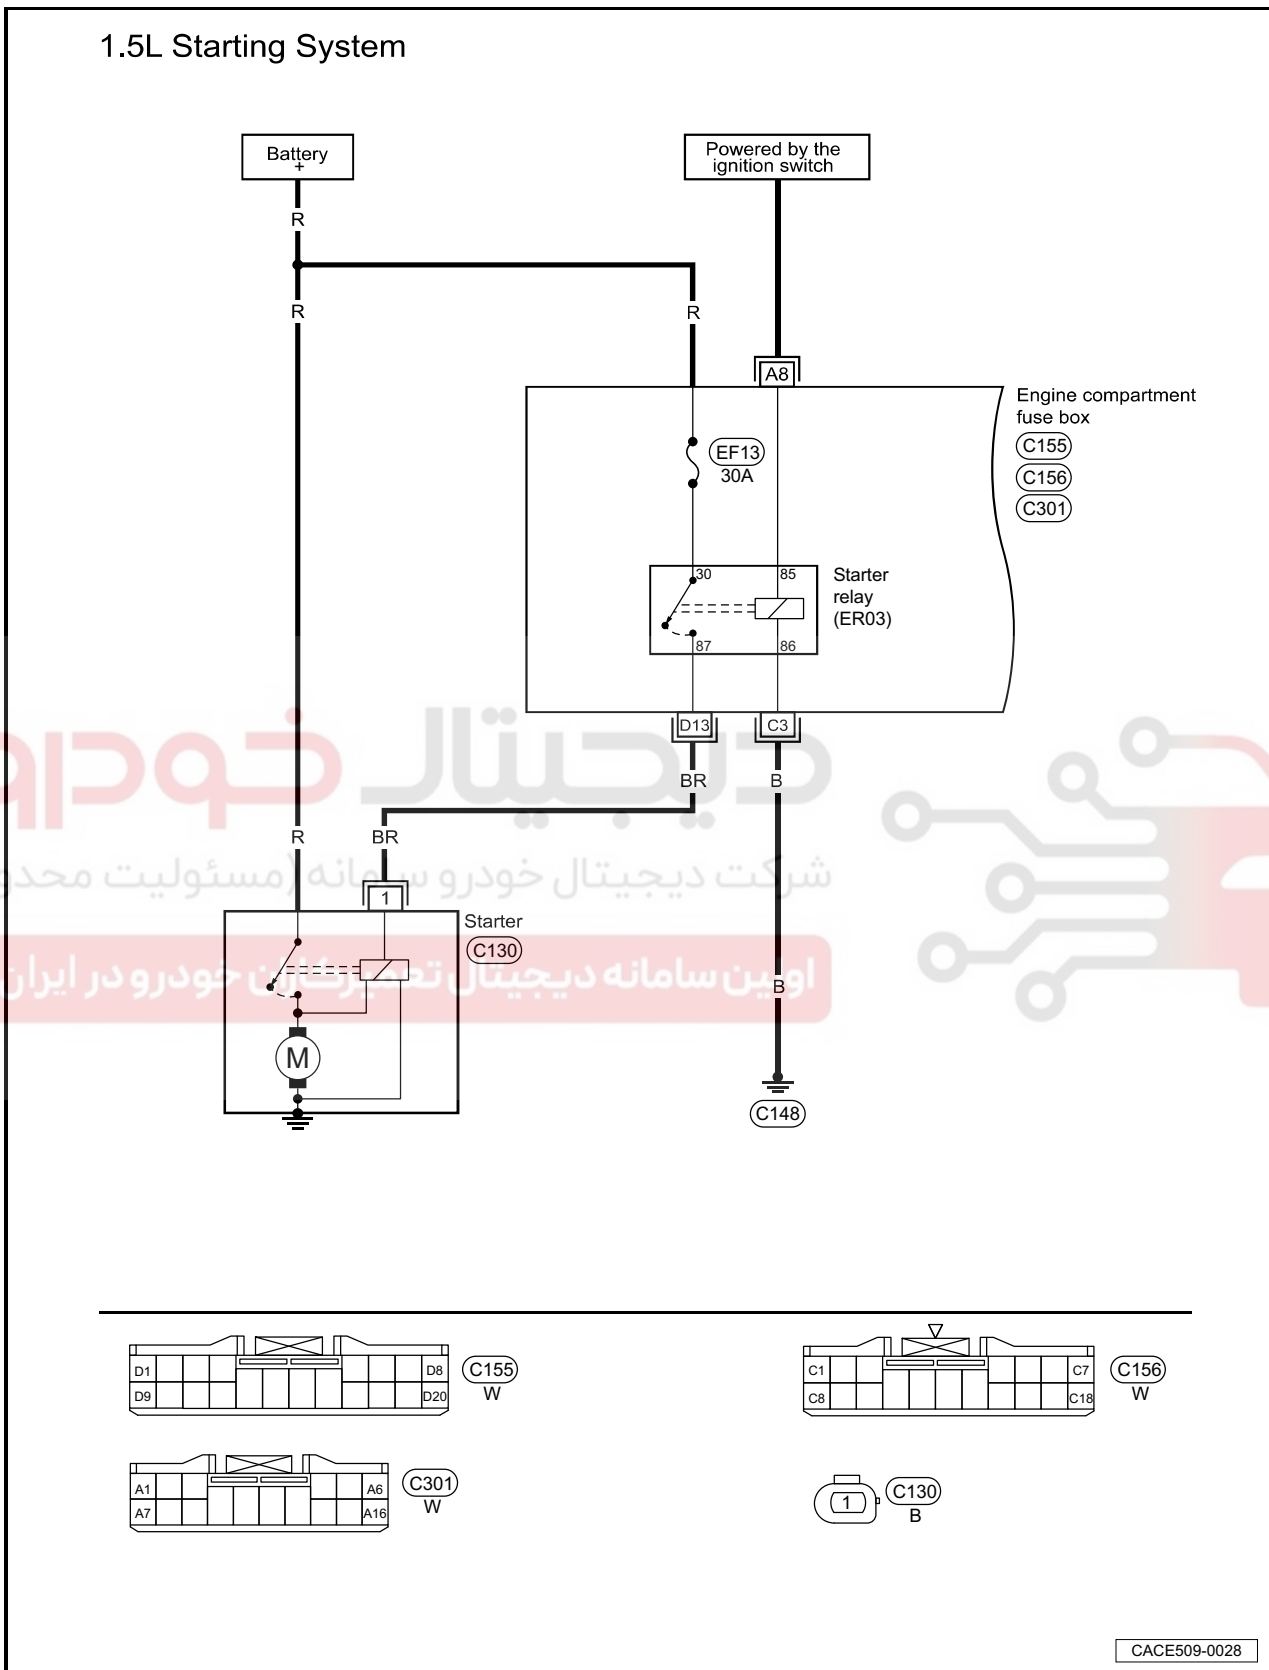 1.5L Starting System
Battery
+
Powered by the
ignition switch
R
R
R
A8
Engine compartment
fuse box
C155
C156
C301
EF13
30A
30
85
Starter
relay
(ER03)
87
86
D13
C3
BR
B
دیجیتال خودرو
R
BR
شرکت دیجیتال خودرو سامانه (مسئولیت محدو
1
Starter
C130
اولین سامانه دیجیتال تعمیرکاران خودرو در ایران
B
M
C148
D1
D8
D9
D20
C155
W
C1
C7
C8
C18
C156
W
A1
A6
A7
A16
C301
W
1
C130
B
CACE509-0028